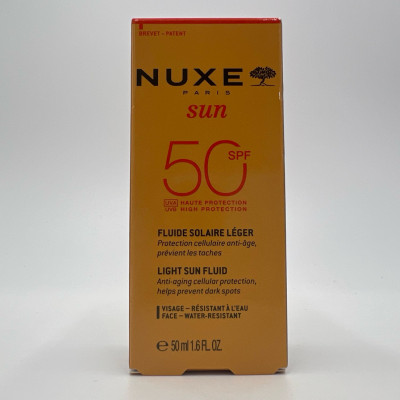 BREVET - PATENT
NUXE
PARIS
sun
50 SPF
UVA HAUTE PROTECTION
UVB HIGH PROTECTION
FLUIDE SOLAIRE LÉGER
Protection cellulaire anti-âge,
prévient les taches
LIGHT SUN FLUID
Anti-aging cellular protection,
helps prevent dark spots
VISAGE – RÉSISTANT À L'EAU
FACE – WATER-RESISTANT
℮ 50 ml 1.6 FL. OZ.